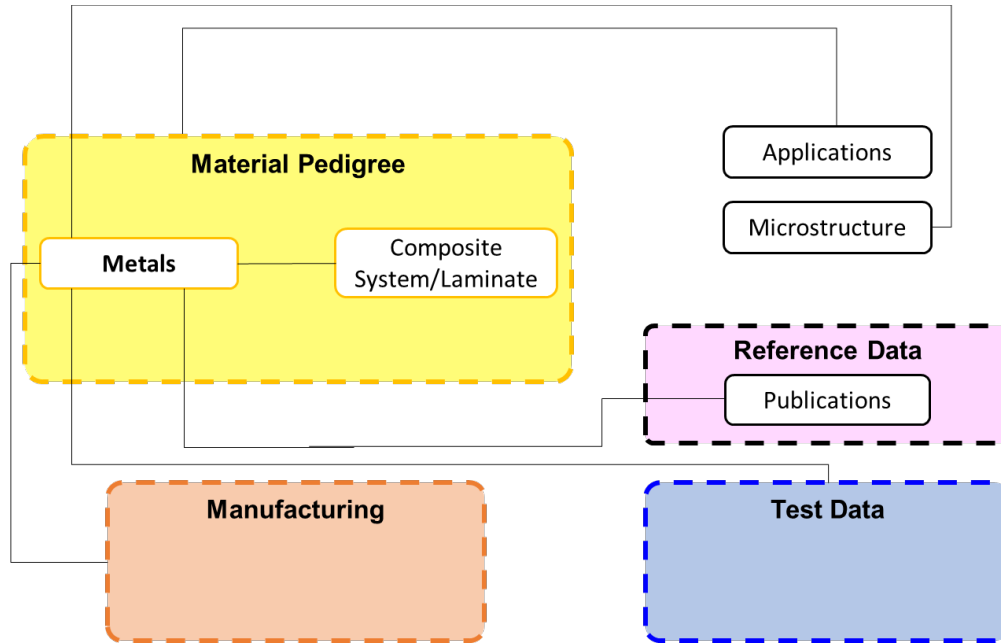 Material Pedigree
Applications
Microstructure
Metals
Composite
System/Laminate
Reference Data
Publications
Manufacturing
Test Data